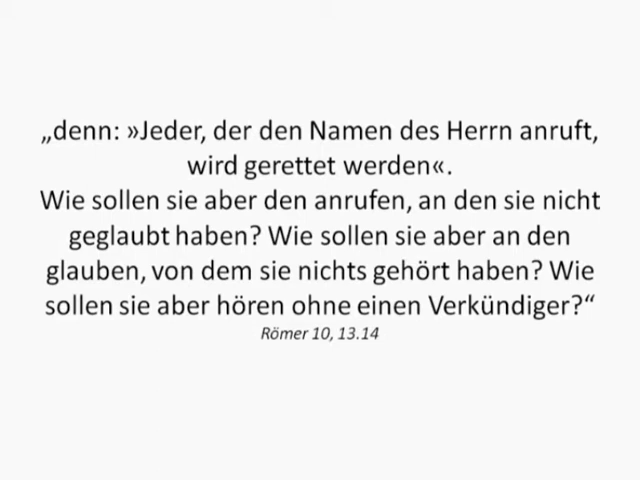 „denn: »Jeder, der den Namen des Herrn anruft,
wird gerettet werden«.
Wie sollen sie aber den anrufen, an den sie nicht
geglaubt haben? Wie sollen sie aber an den
glauben, von dem sie nichts gehört haben? Wie
sollen sie aber hören ohne einen Verkündiger?“
Römer 10, 13.14